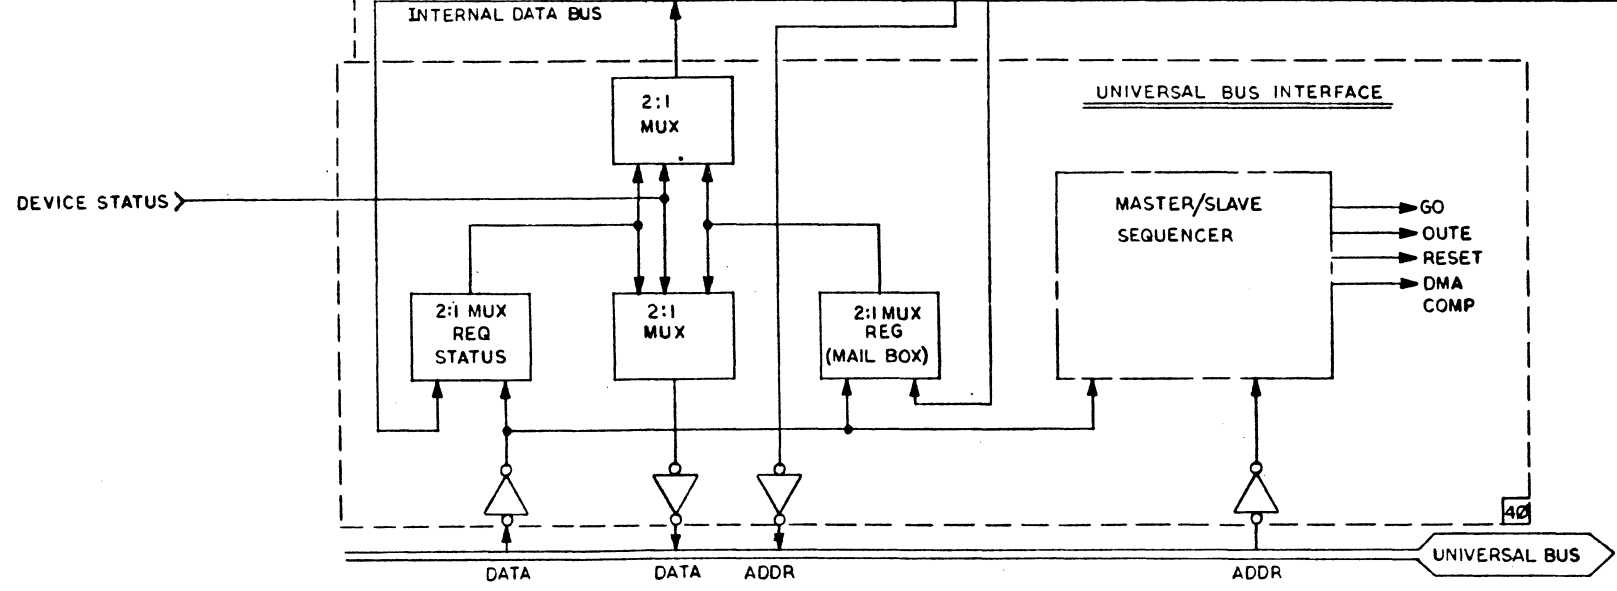 INTERNAL DATA BUS
UNIVERSAL BUS INTERFACE
2:1
MUX
DEVICE STATUS
MASTER/SLAVE
SEQUENCER
GO
OUTE
RESET
DMA
COMP
2:1 MUX
REQ
STATUS
2:1
MUX
2:1 MUX
REG
(MAIL BOX)
40
UNIVERSAL BUS
DATA
DATA
ADDR
ADDR